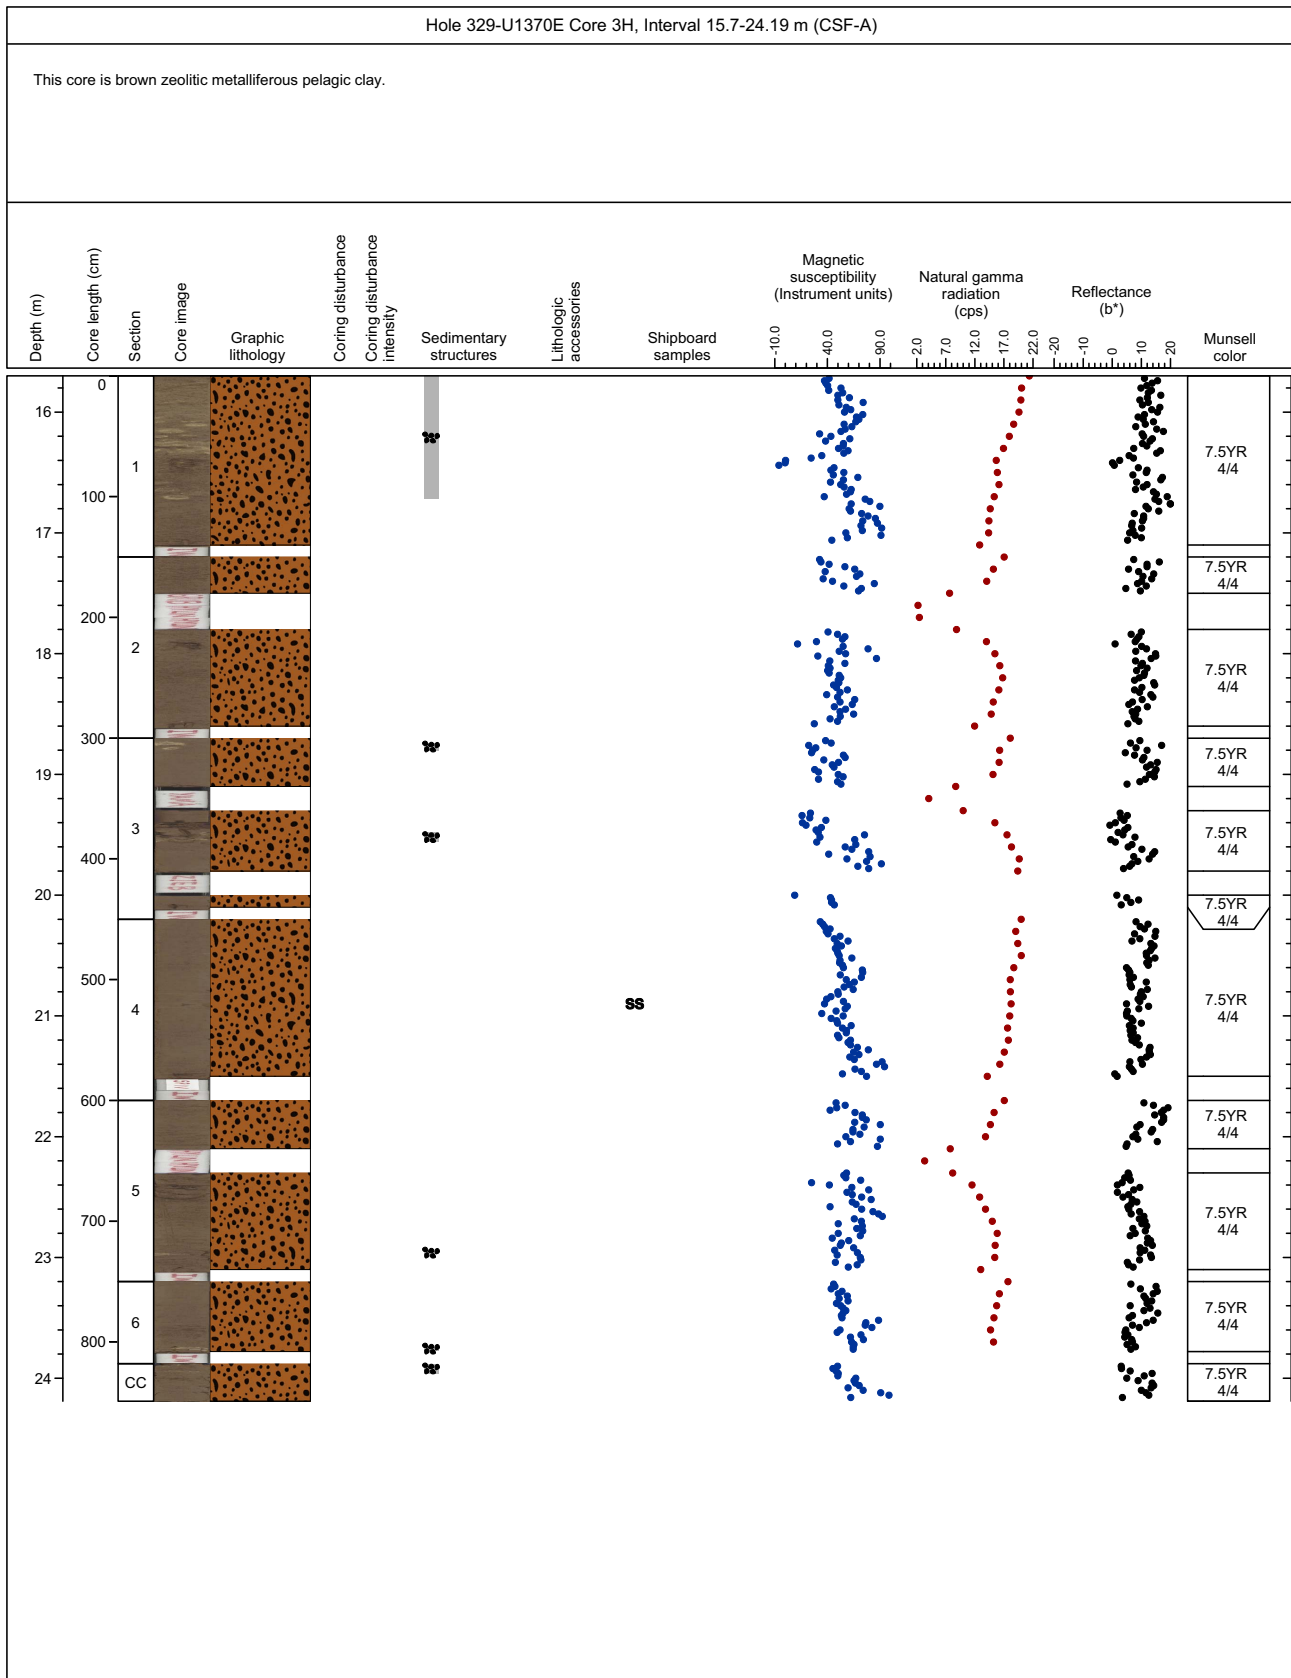 Hole 329-U1370E Core 3H, Interval 15.7-24.19 m (CSF-A)
This core is brown zeolitic metalliferous pelagic clay.
Depth (m)
Core length (cm)
Section
Core image
Graphic
lithology
Coring disturbance
Coring disturbance
intensity
Sedimentary
structures
Lithologic
accessories
Shipboard
samples
Magnetic
susceptibility
(Instrument units)
-10.0
40.0
90.0
Natural gamma
radiation
(cps)
2.0
7.0
12.0
17.0
22.0
Reflectance
(b*)
-20
-10
0
10
20
Munsell
color
16
17
18
19
20
21
22
23
24
0
100
200
300
400
500
600
700
800
1
2
3
4
5
6
CC
SS
7.5YR
4/4
7.5YR
4/4
7.5YR
4/4
7.5YR
4/4
7.5YR
4/4
7.5YR
4/4
7.5YR
4/4
7.5YR
4/4
7.5YR
4/4
7.5YR
4/4
7.5YR
4/4